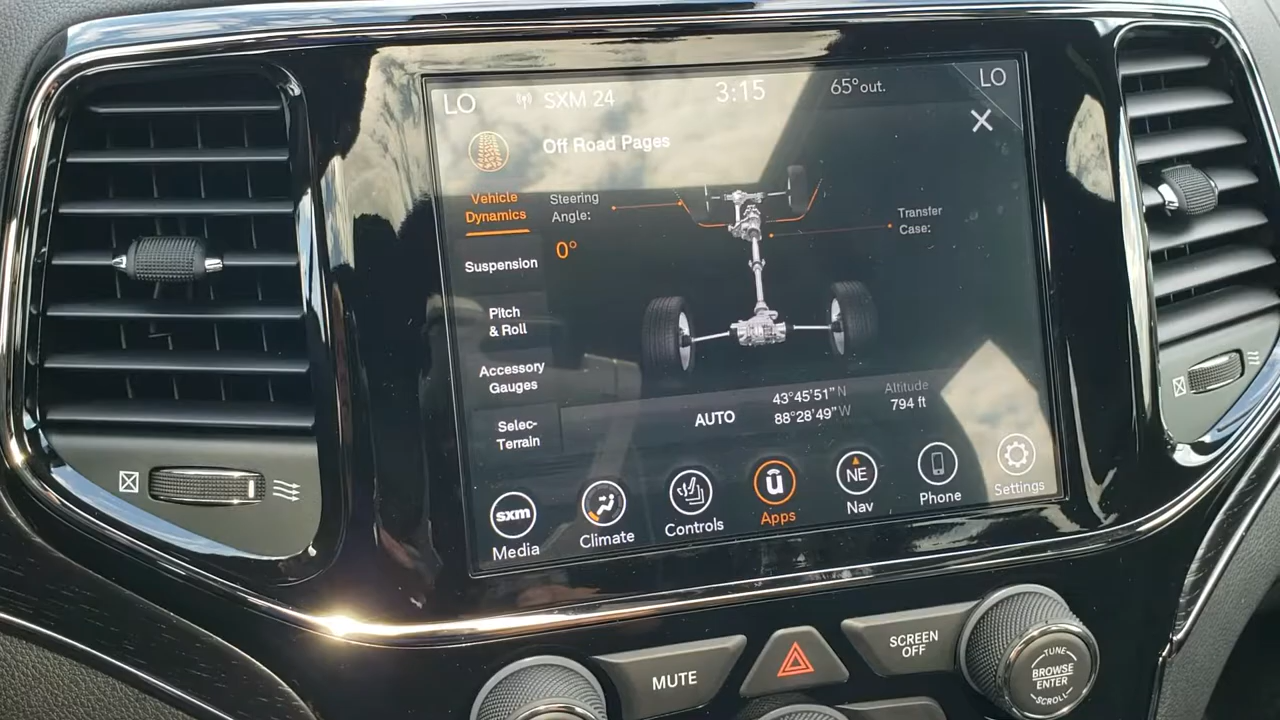 LO SXM 24 3:15 65°out. LO
Off Road Pages
Vehicle
Dynamics
Steering
Angle:
0°
Transfer
Case:
Suspension
Pitch
& Roll
Accessory
Gauges
Selec-
Terrain
AUTO
43°45'51" N
88°28'49" W
Altitude
794 ft
sxm
Media
Climate
Controls
Apps
NE
Nav
Phone
Settings
MUTE
SCREEN
OFF
TUNE
BROWSE
ENTER
SCROLL